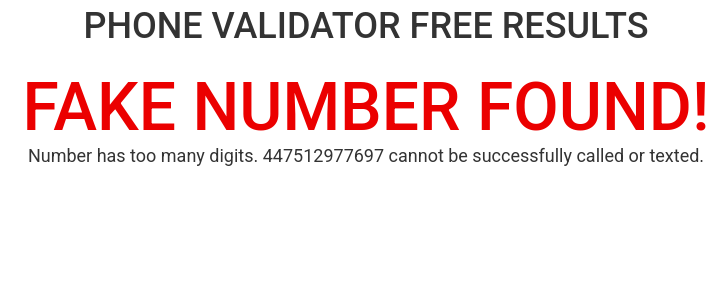 PHONE VALIDATOR FREE RESULTS
FAKE NUMBER FOUND!
Number has too many digits. 447512977697 cannot be successfully called or texted.